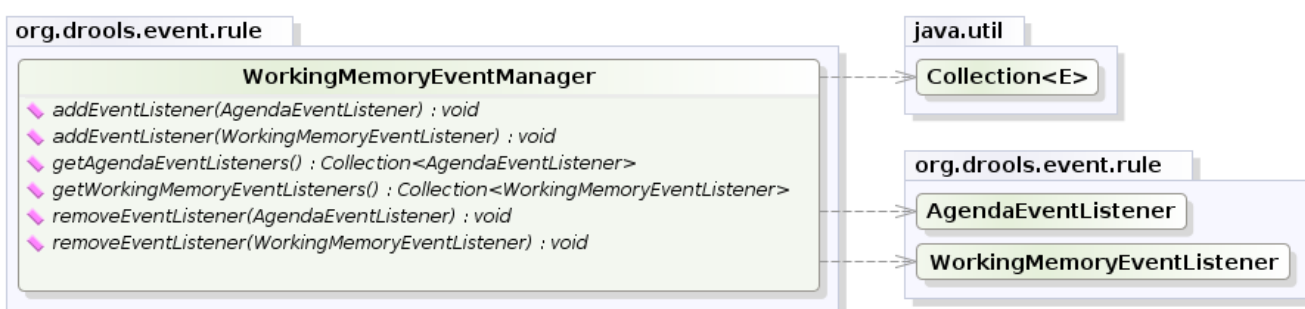 org.drools.event.rule
WorkingMemoryEventManager
addEventListener(AgendaEventListener) : void
addEventListener(WorkingMemoryEventListener) : void
getAgendaEventListeners() : Collection<AgendaEventListener>
getWorkingMemoryEventListeners() : Collection<WorkingMemoryEventListener>
removeEventListener(AgendaEventListener) : void
removeEventListener(WorkingMemoryEventListener) : void
java.util
Collection<E>
org.drools.event.rule
AgendaEventListener
WorkingMemoryEventListener